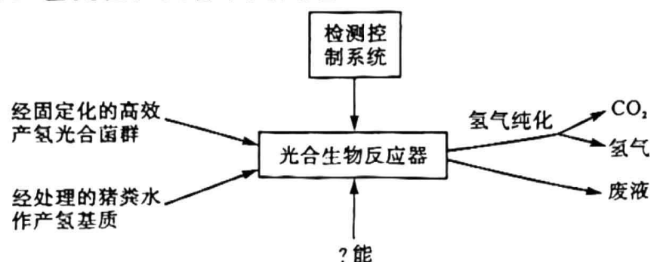 检测控
制系统
经固定化的高效
产氢光合菌群
氢气纯化
CO₂
光合生物反应器
氢气
经处理的猪粪水
作产氢基质
废液
?能